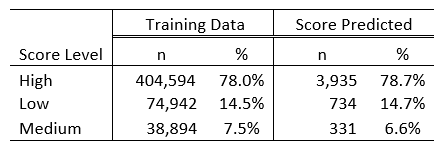 Training Data Score Predicted
Score Level n % n %
High 404,594 78.0% 3,935 78.7%
Low 74,942 14.5% 734 14.7%
Medium 38,894 7.5% 331 6.6%